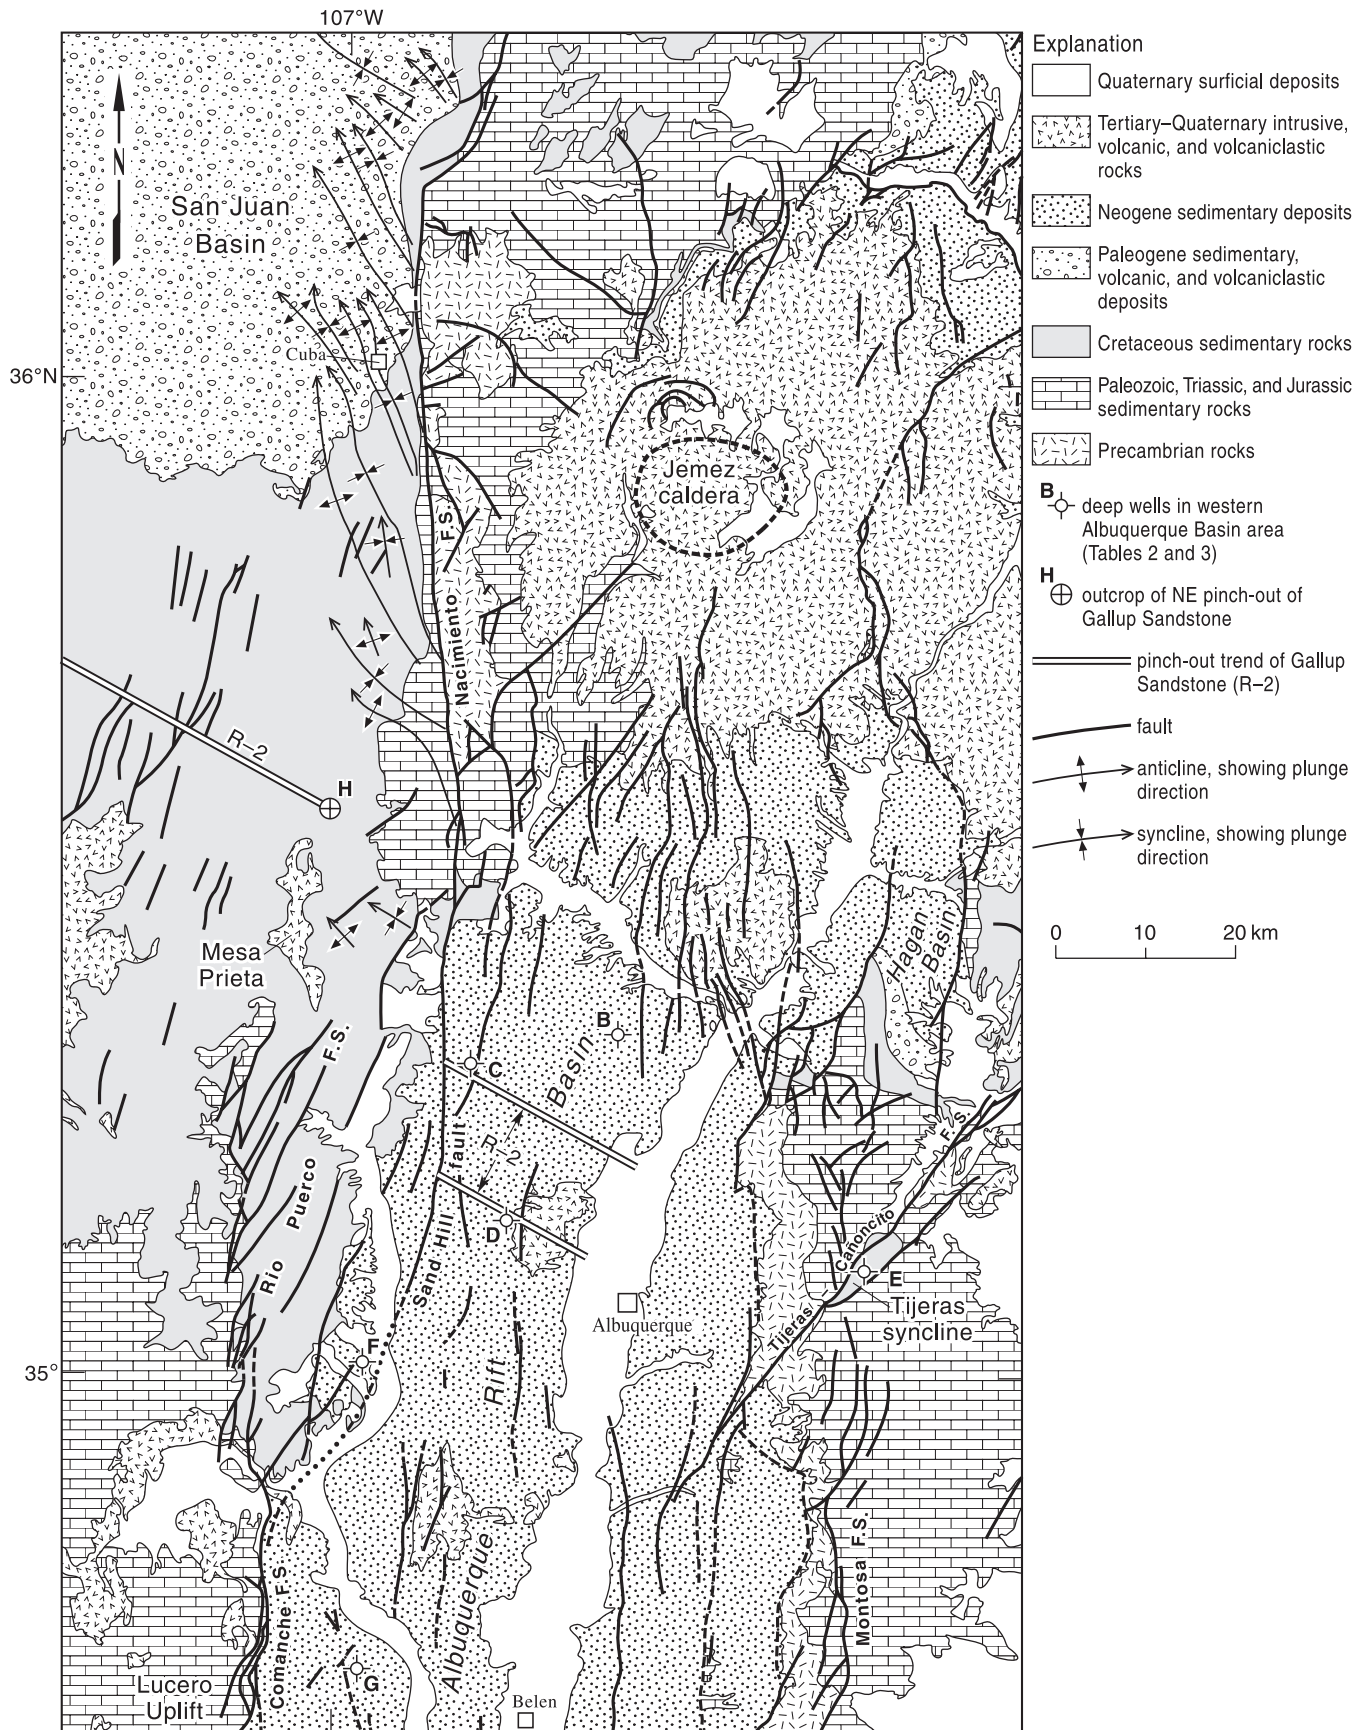 107°W
Explanation
Quaternary surficial deposits
Tertiary–Quaternary intrusive,
volcanic, and volcaniclastic
rocks
Neogene sedimentary deposits
Paleogene sedimentary,
volcanic, and volcaniclastic
deposits
Cretaceous sedimentary rocks
Paleozoic, Triassic, and Jurassic
sedimentary rocks
Precambrian rocks
B
deep wells in western
Albuquerque Basin area
(Tables 2 and 3)
H
outcrop of NE pinch-out of
Gallup Sandstone
pinch-out trend of Gallup
Sandstone (R–2)
fault
anticline, showing plunge
direction
syncline, showing plunge
direction
0 10 20 km
N
San Juan
Basin
Cuba
36°N
Jemez
caldera
Nacimiento F.S.
R–2
H
Mesa
Prieta
Hagan
Basin
B
C
R–2
D
Rio Puerco F.S.
Sand Hill fault
Tijeras Cañoncito F.S.
E
Tijeras
syncline
Albuquerque
F
35°
Albuquerque Rift Basin
Comanche F.S.
Montosa F.S.
G
Lucero
Uplift
Belen